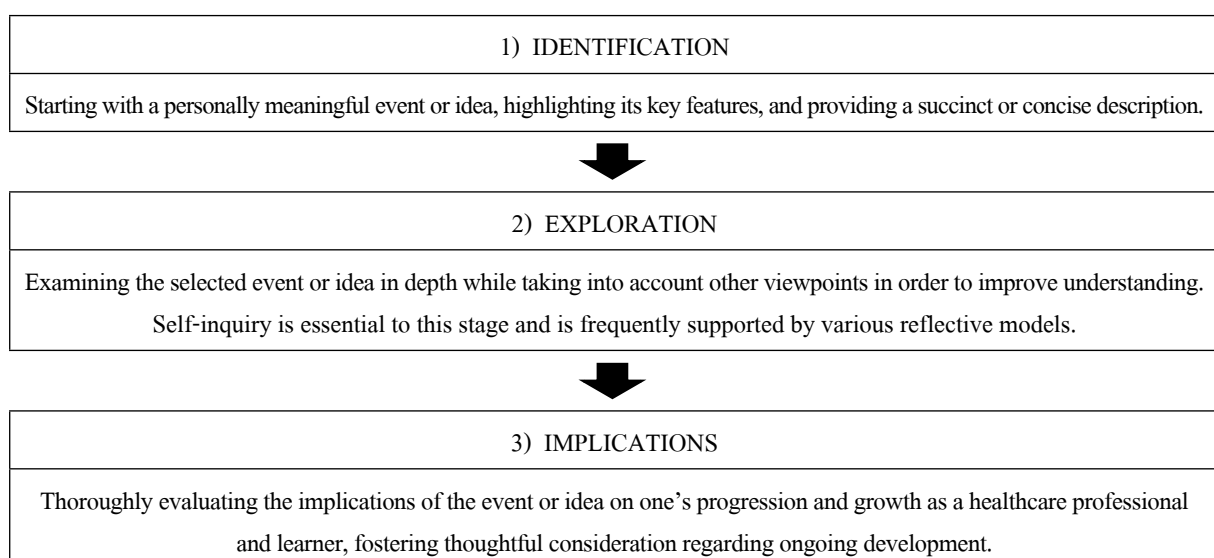 1) IDENTIFICATION
Starting with a personally meaningful event or idea, highlighting its key features, and providing a succinct or concise description.
2) EXPLORATION
Examining the selected event or idea in depth while taking into account other viewpoints in order to improve understanding.
Self-inquiry is essential to this stage and is frequently supported by various reflective models.
3) IMPLICATIONS
Thoroughly evaluating the implications of the event or idea on one's progression and growth as a healthcare professional
and learner, fostering thoughtful consideration regarding ongoing development.